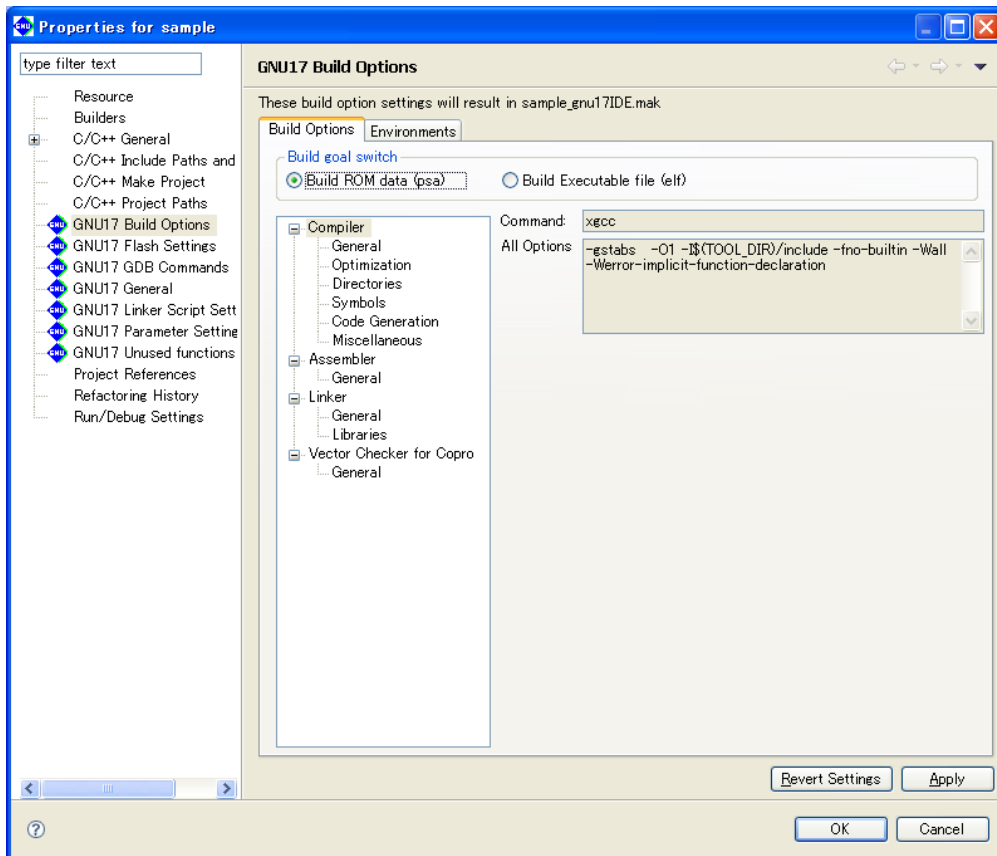 Properties for sample
type filter text
Resource
Builders
C/C++ General
C/C++ Include Paths and
C/C++ Make Project
C/C++ Project Paths
GNU17 Build Options
GNU17 Flash Settings
GNU17 GDB Commands
GNU17 General
GNU17 Linker Script Sett
GNU17 Parameter Setting
GNU17 Unused functions
Project References
Refactoring History
Run/Debug Settings
GNU17 Build Options
These build option settings will result in sample_gnu17IDE.mak
Build Options Environments
Build goal switch
Build ROM data (psa) Build Executable file (elf)
Compiler
General
Optimization
Directories
Symbols
Code Generation
Miscellaneous
Assembler
General
Linker
General
Libraries
Vector Checker for Copro
General
Command: xgcc
All Options -gstabs -O1 -I$(TOOL_DIR)/include -fno-builtin -Wall
-Werror-implicit-function-declaration
Revert Settings Apply
OK Cancel